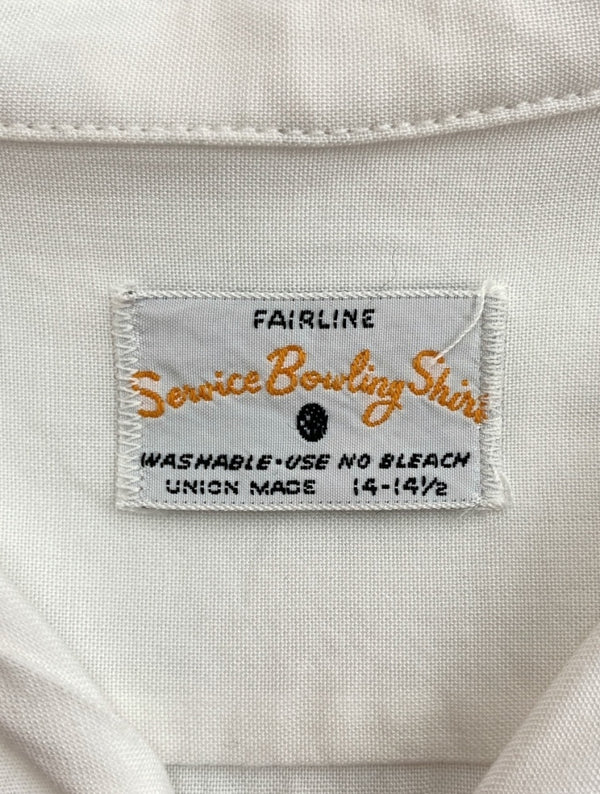 FAIRLINE
Service Bowling Shirt
WASHABLE·USE NO BLEACH
UNION MADE 14-14½